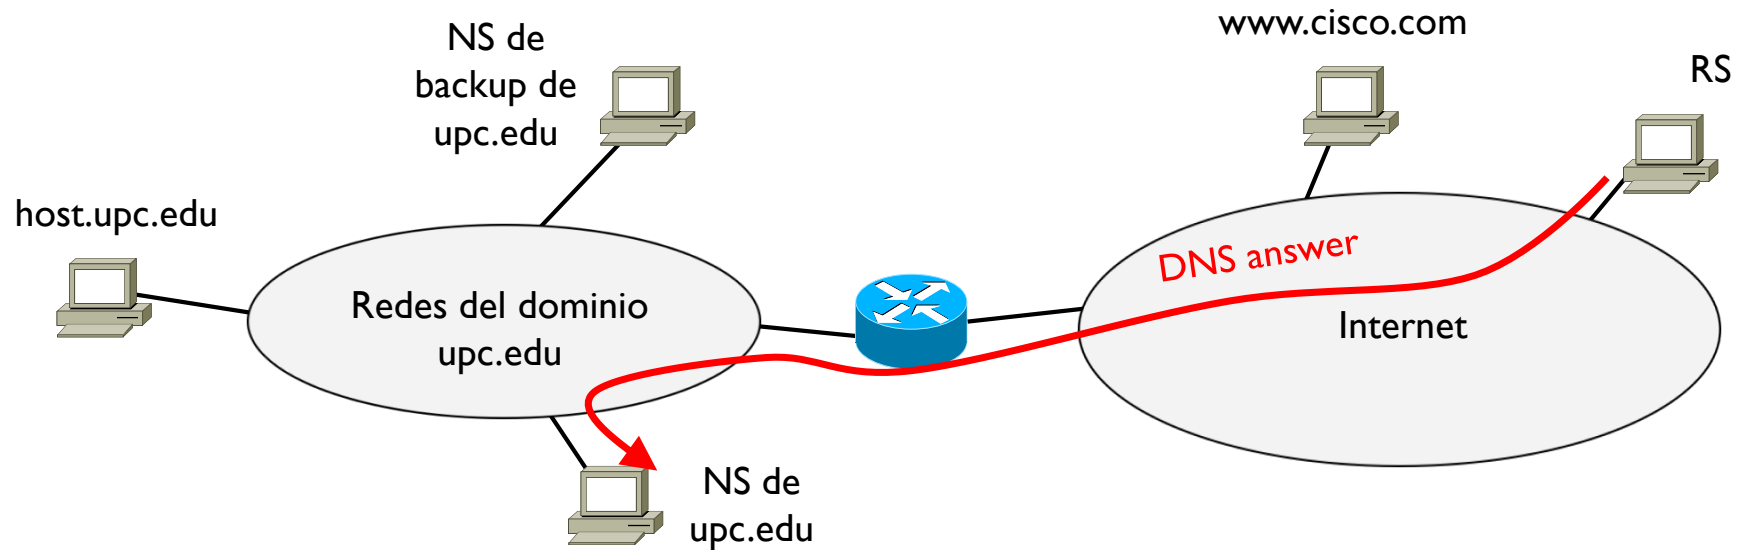 NS de
backup de
upc.edu
www.cisco.com
RS
host.upc.edu
DNS answer
Redes del dominio
upc.edu
Internet
NS de
upc.edu